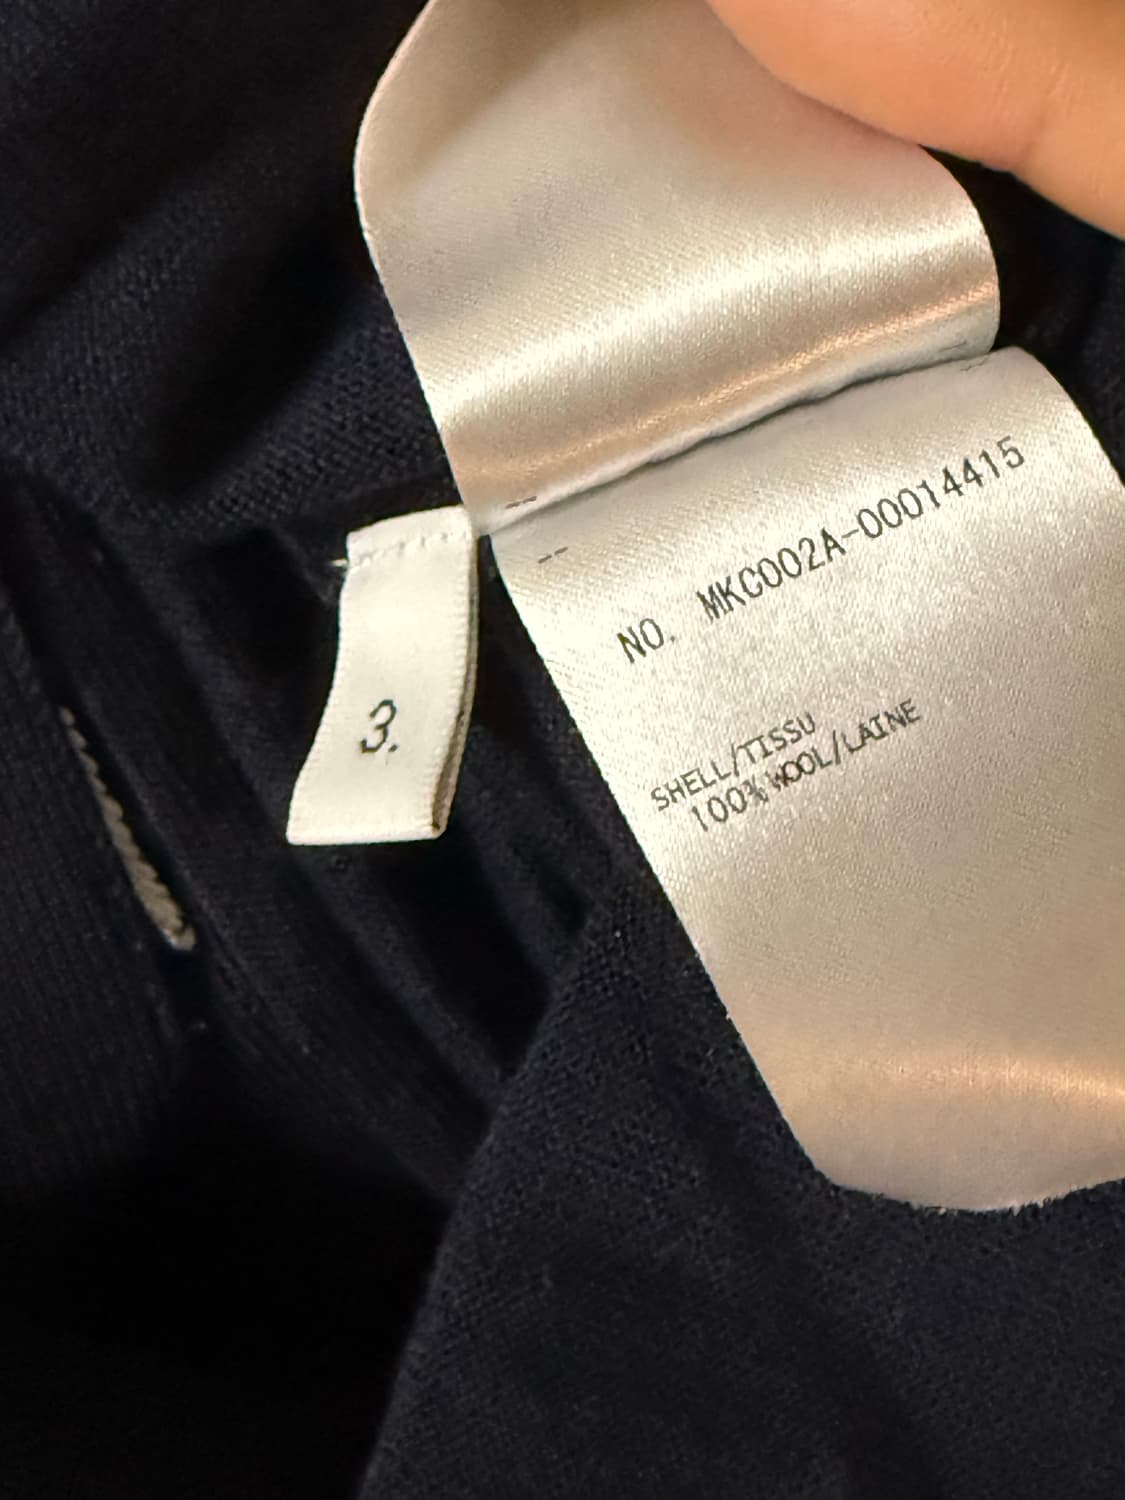 NO. MKC002A-00014415
SHELL/TISSU
100% WOOL/LAINE
3.